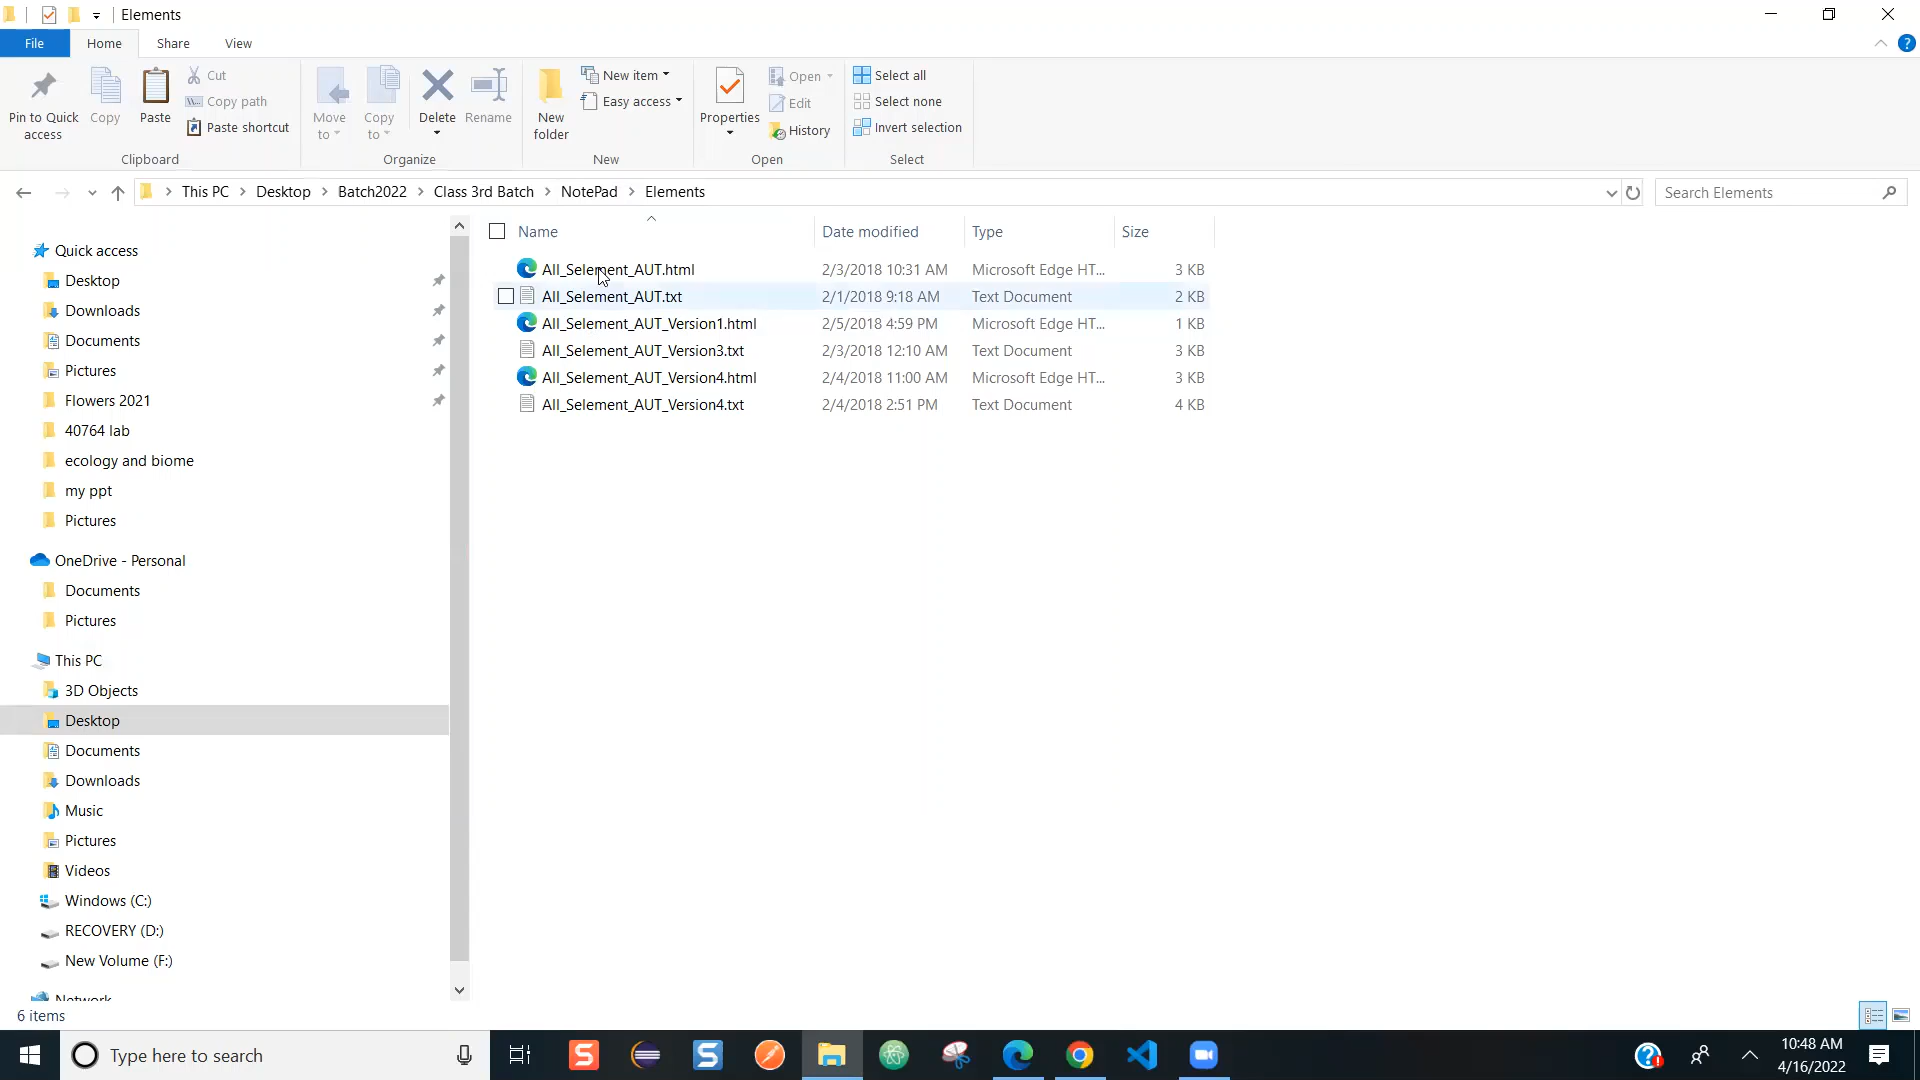 Elements
File Home Share View
Pin to Quick access
Copy
Paste
Cut
Copy path
Paste shortcut
Clipboard
Move to
Copy to
Delete
Rename
Organize
New folder
New item
Easy access
New
Properties
Open
Edit
History
Open
Select all
Select none
Invert selection
Select
This PC > Desktop > Batch2022 > Class 3rd Batch > NotePad > Elements
Search Elements
Quick access
Desktop
Downloads
Documents
Pictures
Flowers 2021
40764 lab
ecology and biome
my ppt
Pictures
OneDrive - Personal
Documents
Pictures
This PC
3D Objects
Desktop
Documents
Downloads
Music
Pictures
Videos
Windows (C:)
RECOVERY (D:)
New Volume (F:)
Network
Name Date modified Type Size
All_Selement_AUT.html 2/3/2018 10:31 AM Microsoft Edge HT... 3 KB
All_Selement_AUT.txt 2/1/2018 9:18 AM Text Document 2 KB
All_Selement_AUT_Version1.html 2/5/2018 4:59 PM Microsoft Edge HT... 1 KB
All_Selement_AUT_Version3.txt 2/3/2018 12:10 AM Text Document 3 KB
All_Selement_AUT_Version4.html 2/4/2018 11:00 AM Microsoft Edge HT... 3 KB
All_Selement_AUT_Version4.txt 2/4/2018 2:51 PM Text Document 4 KB
6 items
Type here to search
10:48 AM
4/16/2022